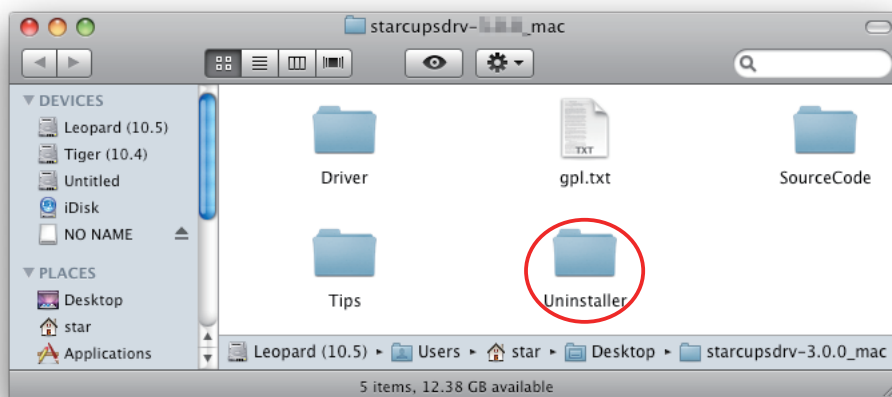 starcupsdrv-_mac
DEVICES
Leopard (10.5)
Tiger (10.4)
Untitled
iDisk
NO NAME
PLACES
Desktop
star
Applications
Driver
TXT
gpl.txt
SourceCode
Tips
Uninstaller
Leopard (10.5) ▸ Users ▸ star ▸ Desktop ▸ starcupsdrv-3.0.0_mac
5 items, 12.38 GB available